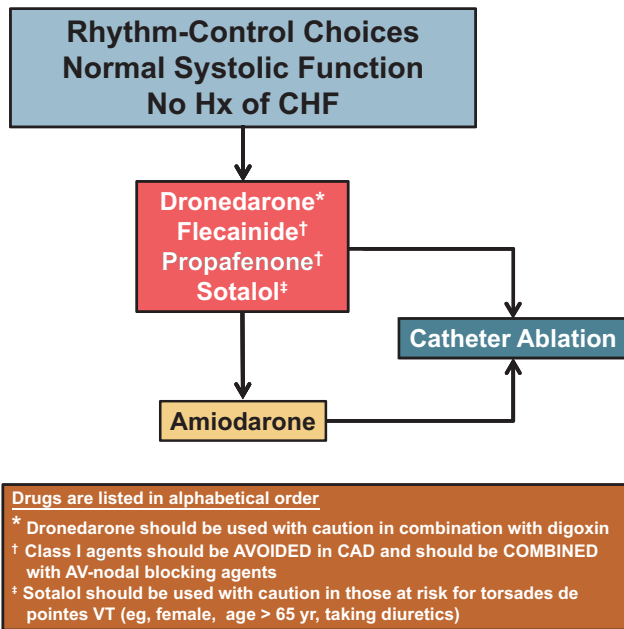 Rhythm-Control Choices
Normal Systolic Function
No Hx of CHF
Dronedarone*
Flecainide†
Propafenone†
Sotalol‡
Catheter Ablation
Amiodarone
Drugs are listed in alphabetical order
* Dronedarone should be used with caution in combination with digoxin
† Class I agents should be AVOIDED in CAD and should be COMBINED
with AV-nodal blocking agents
‡ Sotalol should be used with caution in those at risk for torsades de
pointes VT (eg, female, age > 65 yr, taking diuretics)